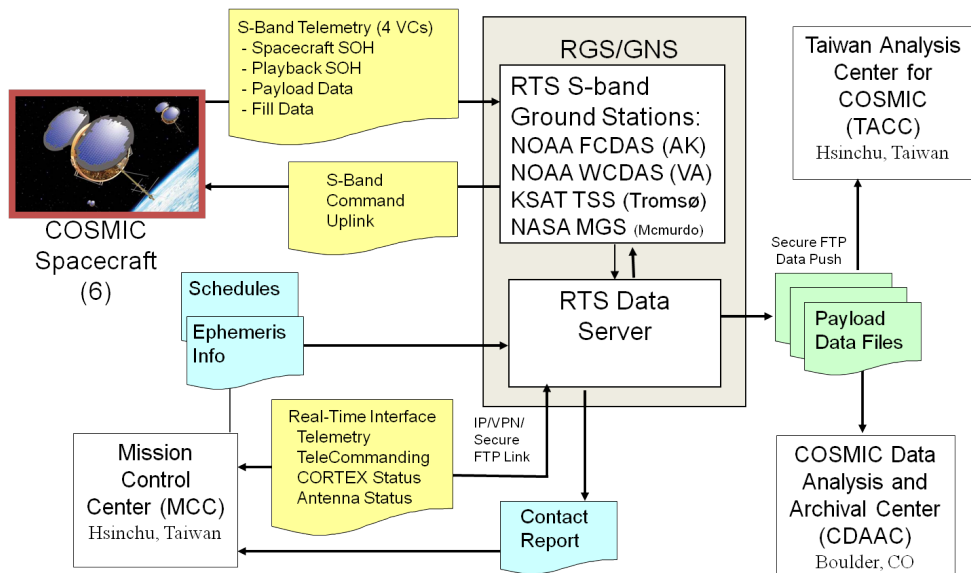 S-Band Telemetry (4 VCs)
- Spacecraft SOH
- Playback SOH
- Payload Data
- Fill Data
RGS/GNS
RTS S-band
Ground Stations:
NOAA FCDAS (AK)
NOAA WCDAS (VA)
KSAT TSS (Tromsø)
NASA MGS (Mcmurdo)
Taiwan Analysis
Center for
COSMIC
(TACC)
Hsinchu, Taiwan
S-Band
Command
Uplink
COSMIC
Spacecraft
(6)
Secure FTP
Data Push
Schedules
Ephemeris
Info
RTS Data
Server
Payload
Data Files
Real-Time Interface
Telemetry
TeleCommanding
CORTEX Status
Antenna Status
IP/VPN/
Secure
FTP Link
Mission
Control
Center (MCC)
Hsinchu, Taiwan
Contact
Report
COSMIC Data
Analysis and
Archival Center
(CDAAC)
Boulder, CO